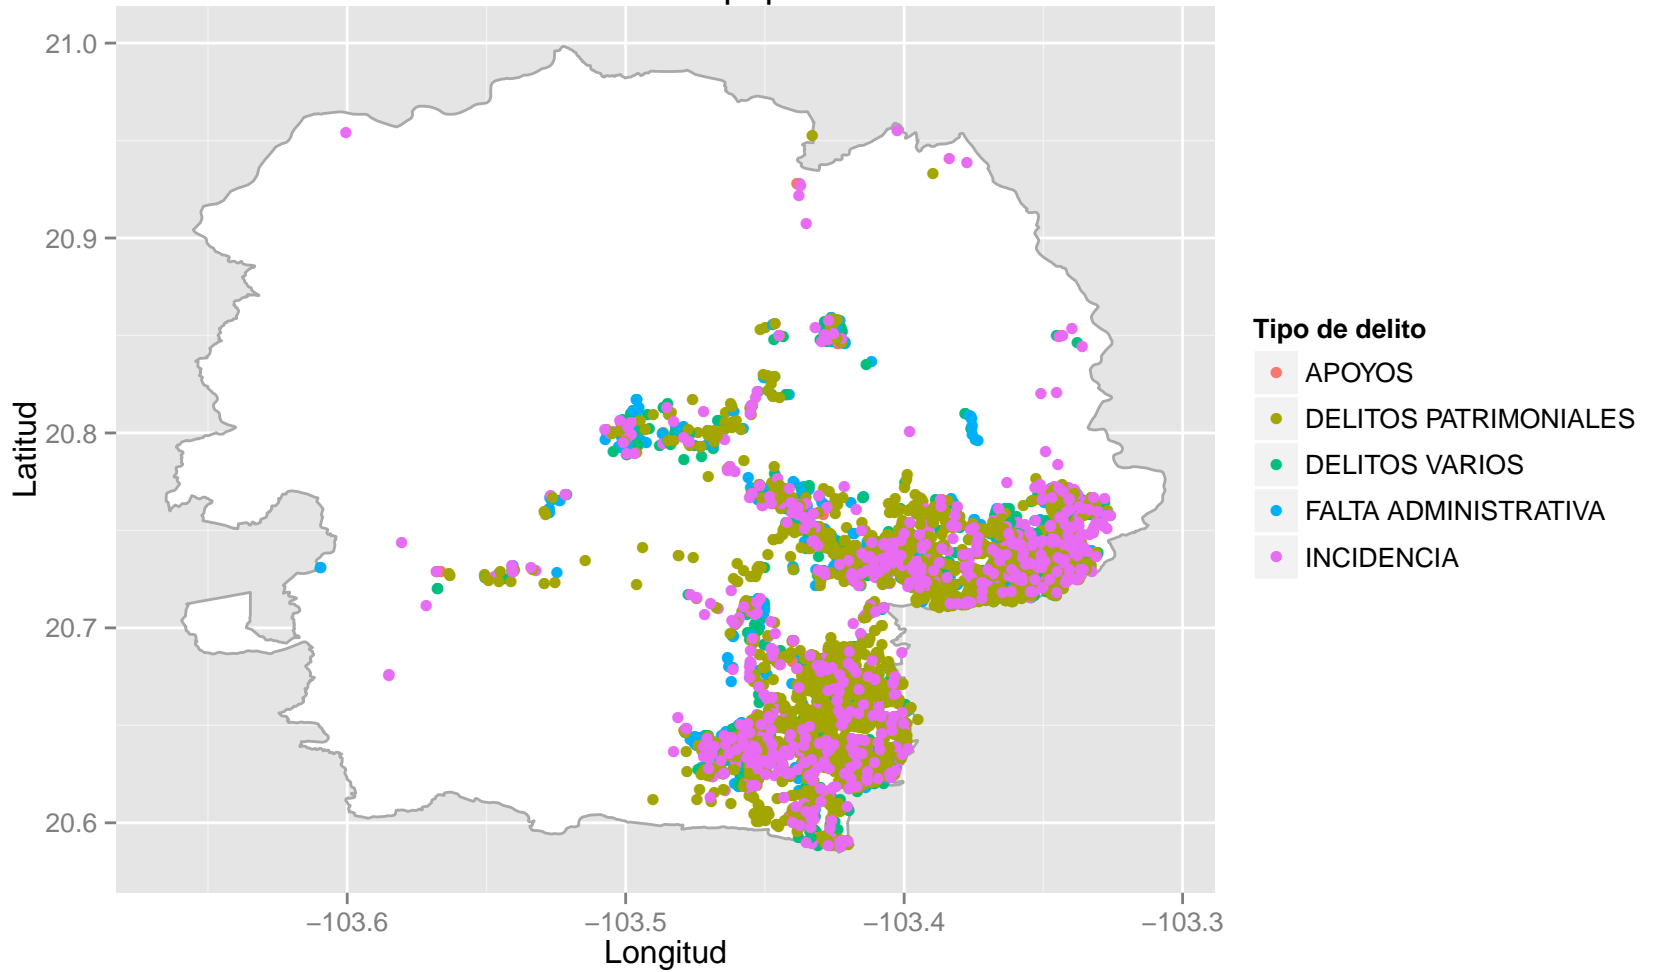 21.0
20.9
20.8
20.7
20.6
Latitud
−103.6
−103.5
−103.4
−103.3
Longitud
Tipo de delito
APOYOS
DELITOS PATRIMONIALES
DELITOS VARIOS
FALTA ADMINISTRATIVA
INCIDENCIA